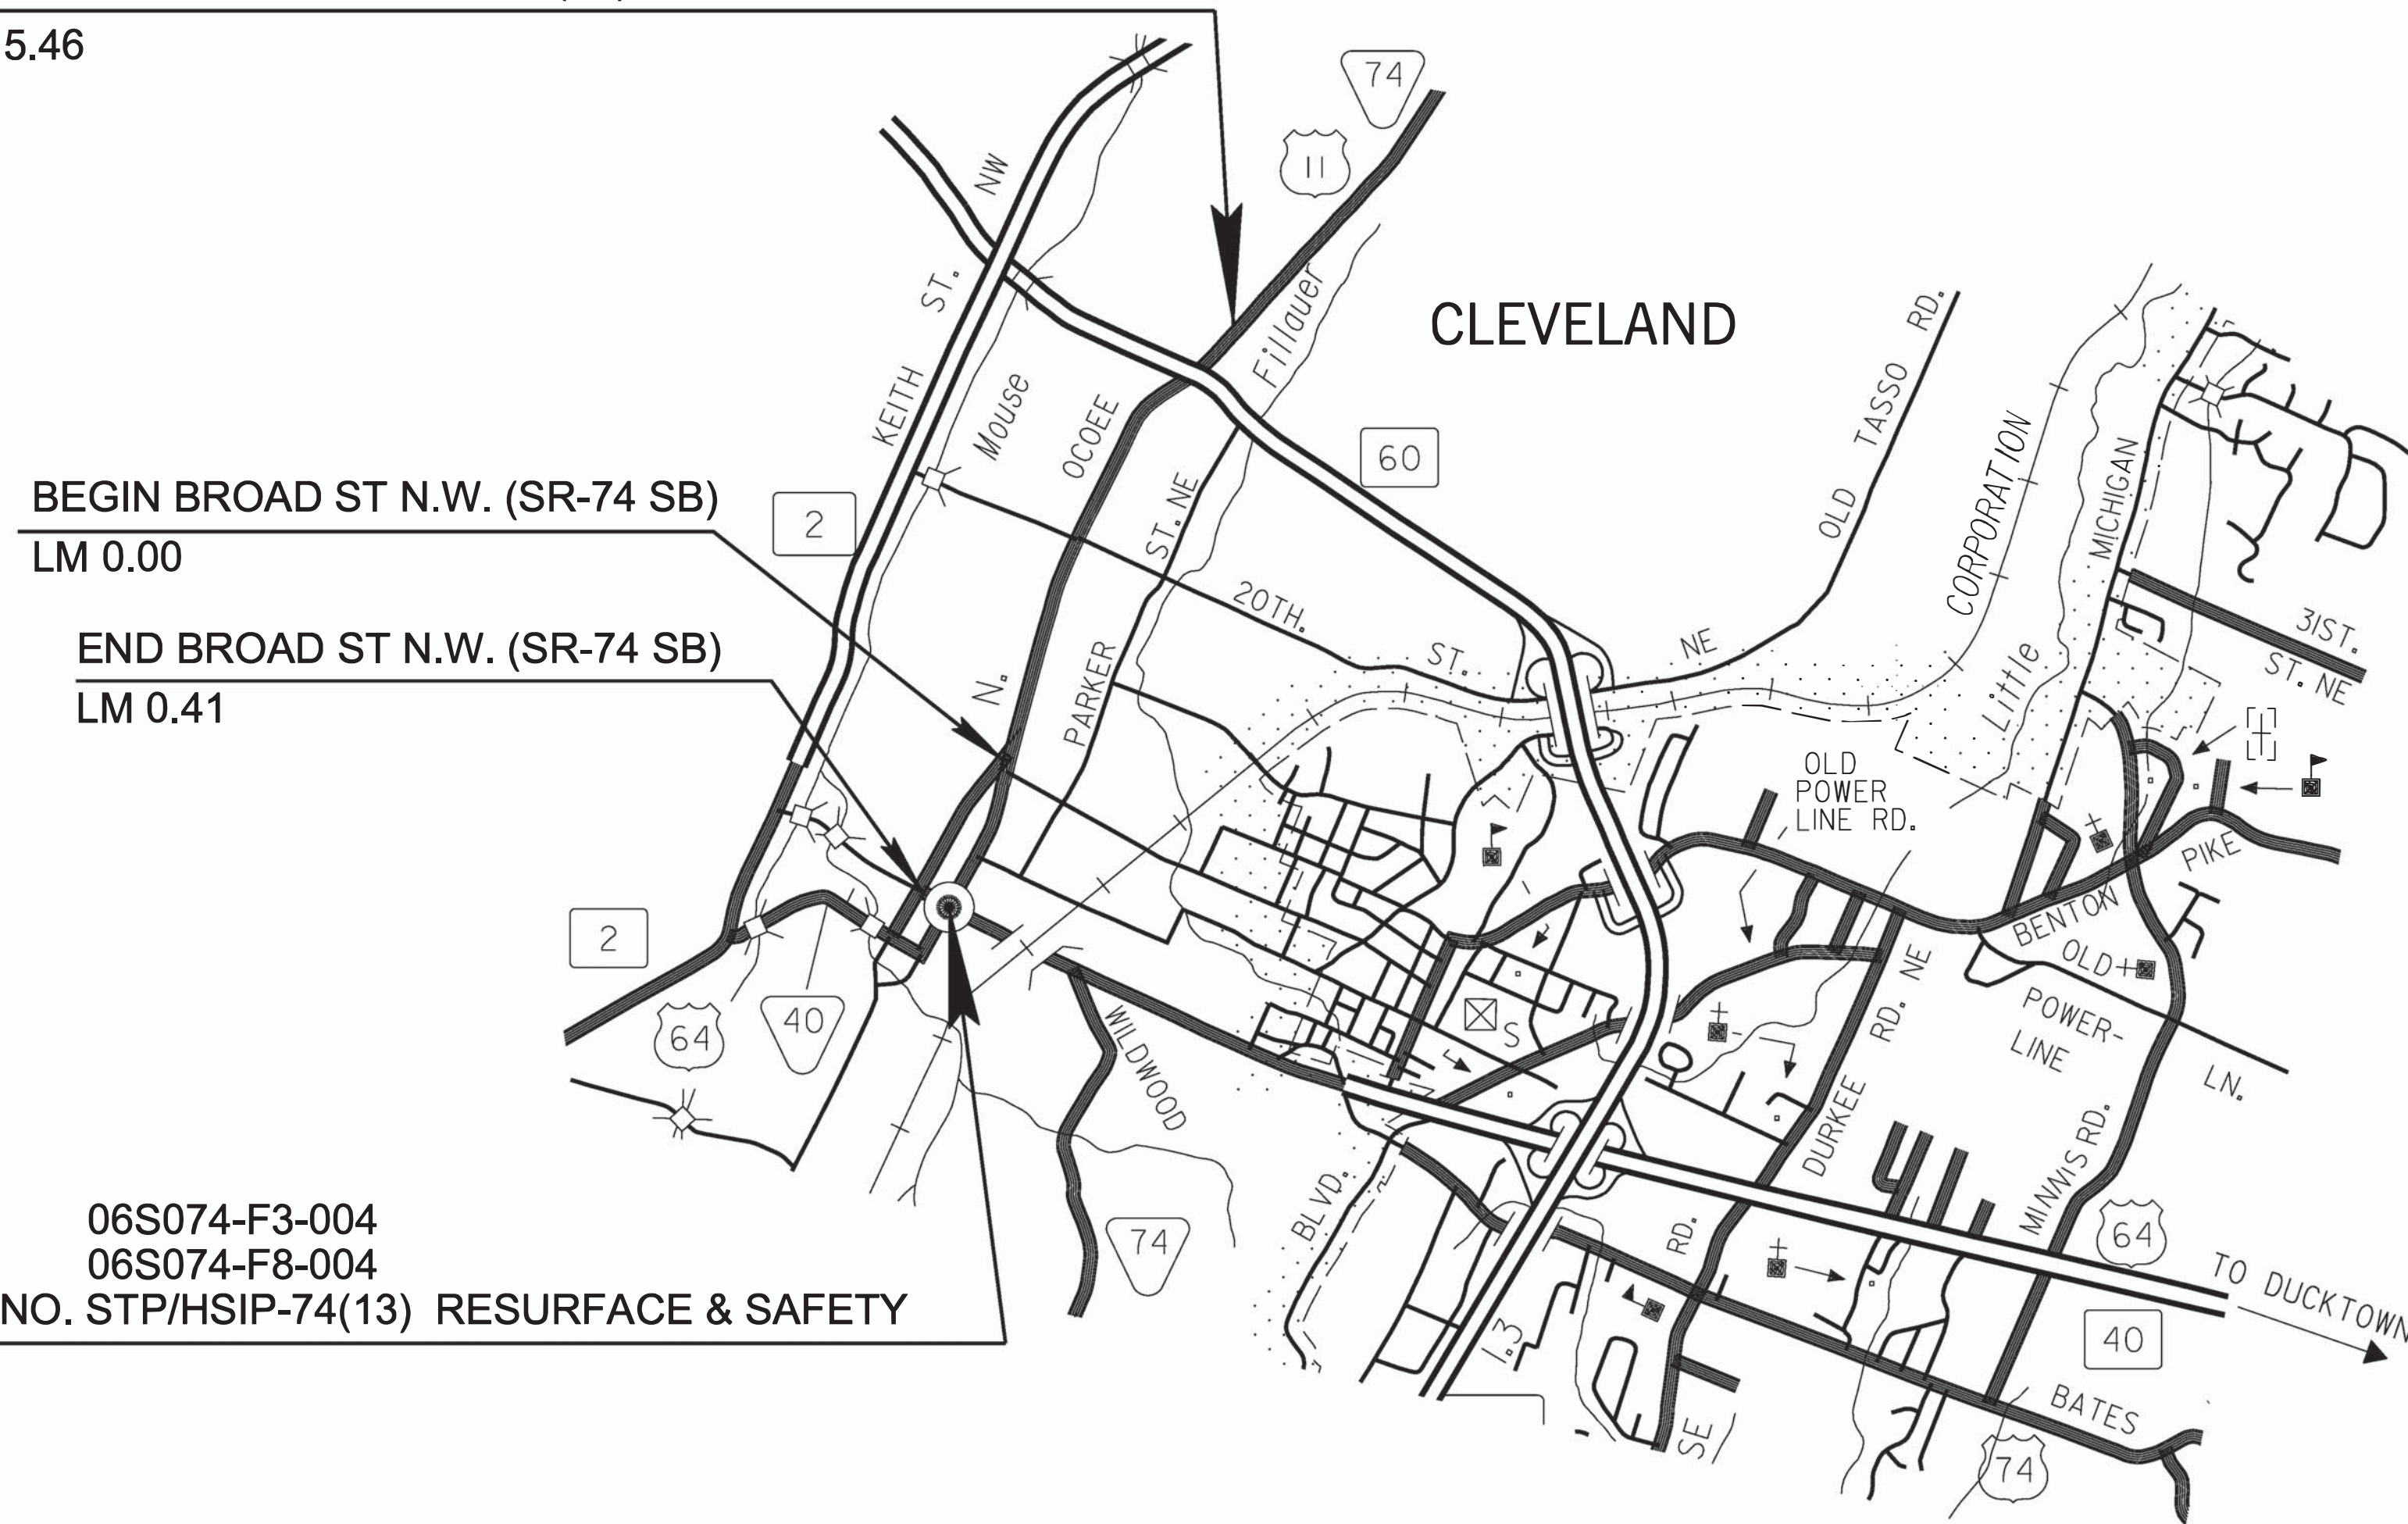 5.46
74
11
NW
ST.
KEITH
Mouse
OCOEE
Fillauer
CLEVELAND
60
OLD TASSO RD.
CORPORATION
MICHIGAN
Little
BEGIN BROAD ST N.W. (SR-74 SB)
LM 0.00
2
ST. NE
PARKER
20TH.
ST.
NE
31ST.
ST. NE
END BROAD ST N.W. (SR-74 SB)
LM 0.41
N.
OLD
POWER
LINE RD.
PIKE
BENTON
OLD
POWER-
LINE
LN.
2
64
40
WILDWOOD
S
RD. NE
DURKEE
MINNIS RD.
64
TO DUCKTOWN
40
BLVD.
74
RD.
1.3
SE
BATES
74
06S074-F3-004
06S074-F8-004
NO. STP/HSIP-74(13) RESURFACE & SAFETY